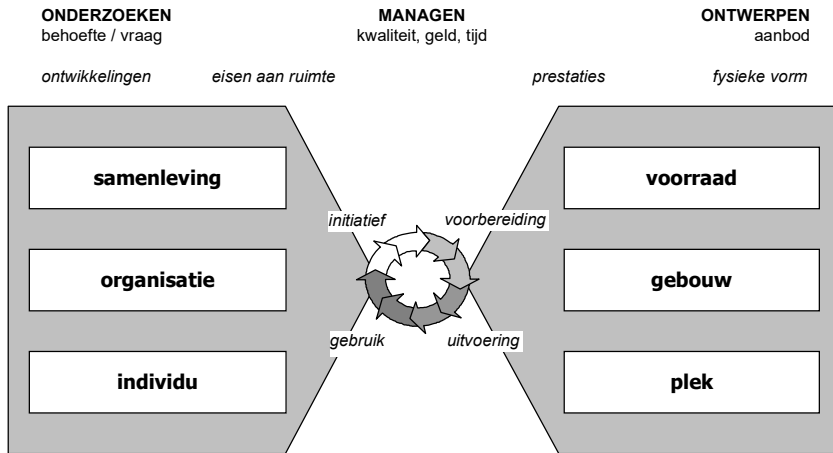 ONDERZOEKEN MANAGEN ONTWERPEN
behoefte / vraag kwaliteit, geld, tijd aanbod
ontwikkelingen eisen aan ruimte prestaties fysieke vorm
samenleving voorraad
initiatief voorbereiding
organisatie gebouw
gebruik uitvoering
individu plek